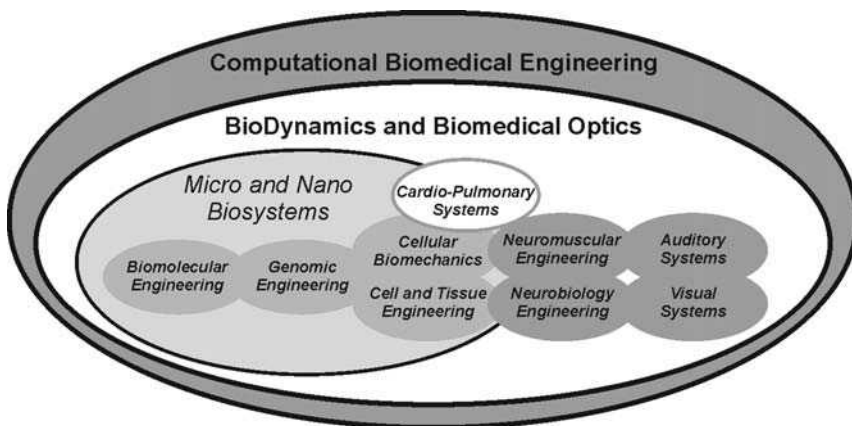 Computational Biomedical Engineering
BioDynamics and Biomedical Optics
Micro and Nano
Biosystems
Cardio-Pulmonary
Systems
Biomolecular
Engineering
Genomic
Engineering
Cellular
Biomechanics
Cell and Tissue
Engineering
Neuromuscular
Engineering
Neurobiology
Engineering
Auditory
Systems
Visual
Systems